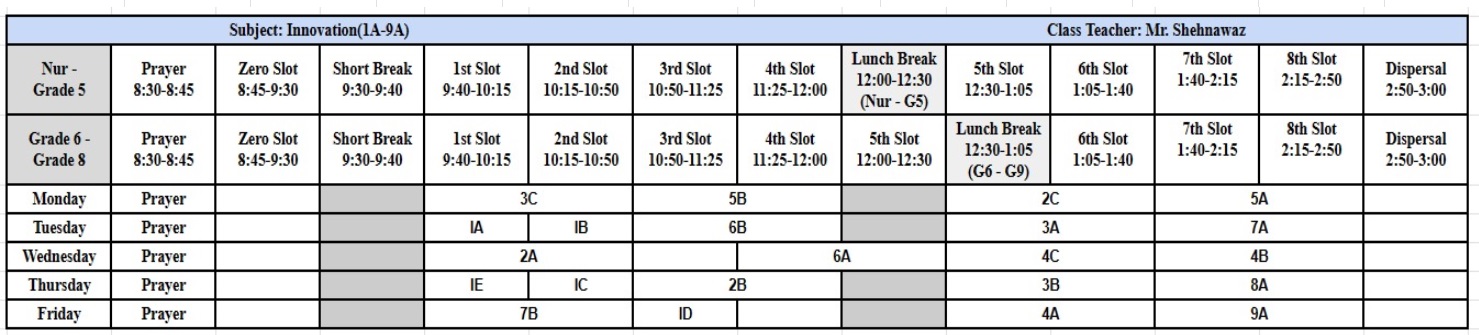 Subject: Innovation(1A-9A) Class Teacher: Mr. Shehnawaz
Nur - Grade 5 Prayer 8:30-8:45 Zero Slot 8:45-9:30 Short Break 9:30-9:40 1st Slot 9:40-10:15 2nd Slot 10:15-10:50 3rd Slot 10:50-11:25 4th Slot 11:25-12:00 Lunch Break 12:00-12:30 (Nur - G5) 5th Slot 12:30-1:05 6th Slot 1:05-1:40 7th Slot 1:40-2:15 8th Slot 2:15-2:50 Dispersal 2:50-3:00
Grade 6 - Grade 8 Prayer 8:30-8:45 Zero Slot 8:45-9:30 Short Break 9:30-9:40 1st Slot 9:40-10:15 2nd Slot 10:15-10:50 3rd Slot 10:50-11:25 4th Slot 11:25-12:00 5th Slot 12:00-12:30 Lunch Break 12:30-1:05 (G6 - G9) 6th Slot 1:05-1:40 7th Slot 1:40-2:15 8th Slot 2:15-2:50 Dispersal 2:50-3:00
Monday Prayer 3C 5B 2C 5A
Tuesday Prayer IA IB 6B 3A 7A
Wednesday Prayer 2A 6A 4C 4B
Thursday Prayer IE IC 2B 3B 8A
Friday Prayer 7B ID 4A 9A